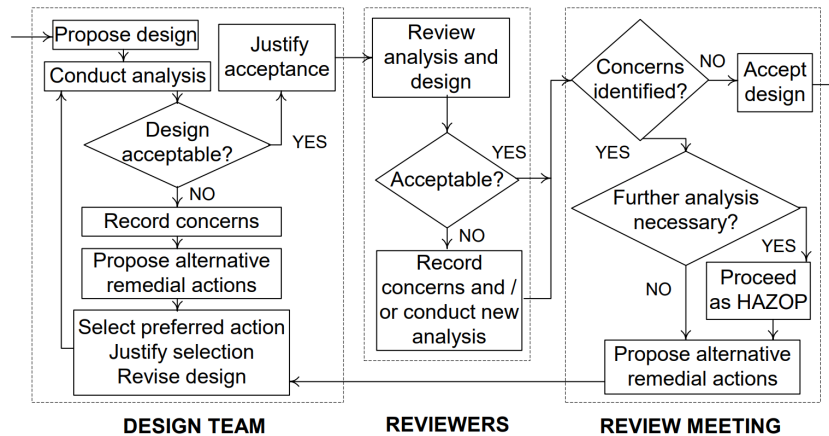 Propose design
Conduct analysis
Design
acceptable?
YES
NO
Justify
acceptance
Record concerns
Propose alternative
remedial actions
Select preferred action
Justify selection
Revise design
DESIGN TEAM
Review
analysis and
design
Acceptable?
YES
NO
Record
concerns and /
or conduct new
analysis
REVIEWERS
Concerns
identified?
NO
Accept
design
YES
Further analysis
necessary?
YES
NO
Proceed
as HAZOP
Propose alternative
remedial actions
REVIEW MEETING